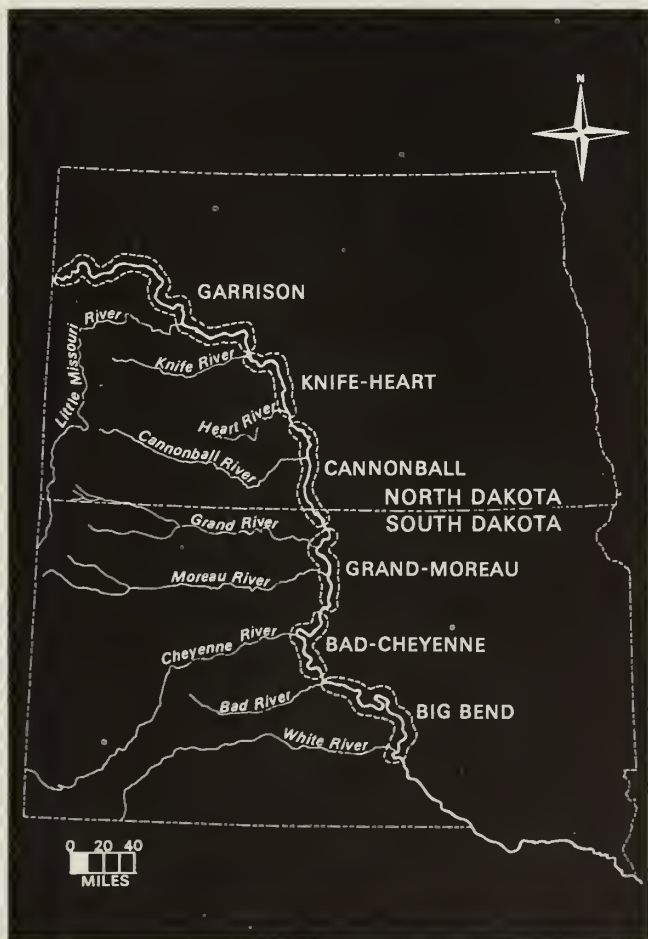 N
GARRISON
River
Little Missouri
Knife River
KNIFE-HEART
Heart River
Cannonball River
CANNONBALL
NORTH DAKOTA
SOUTH DAKOTA
Grand River
GRAND-MOREAU
Moreau River
Cheyenne River
BAD-CHEYENNE
Bad River
BIG BEND
White River
0 20 40
MILES